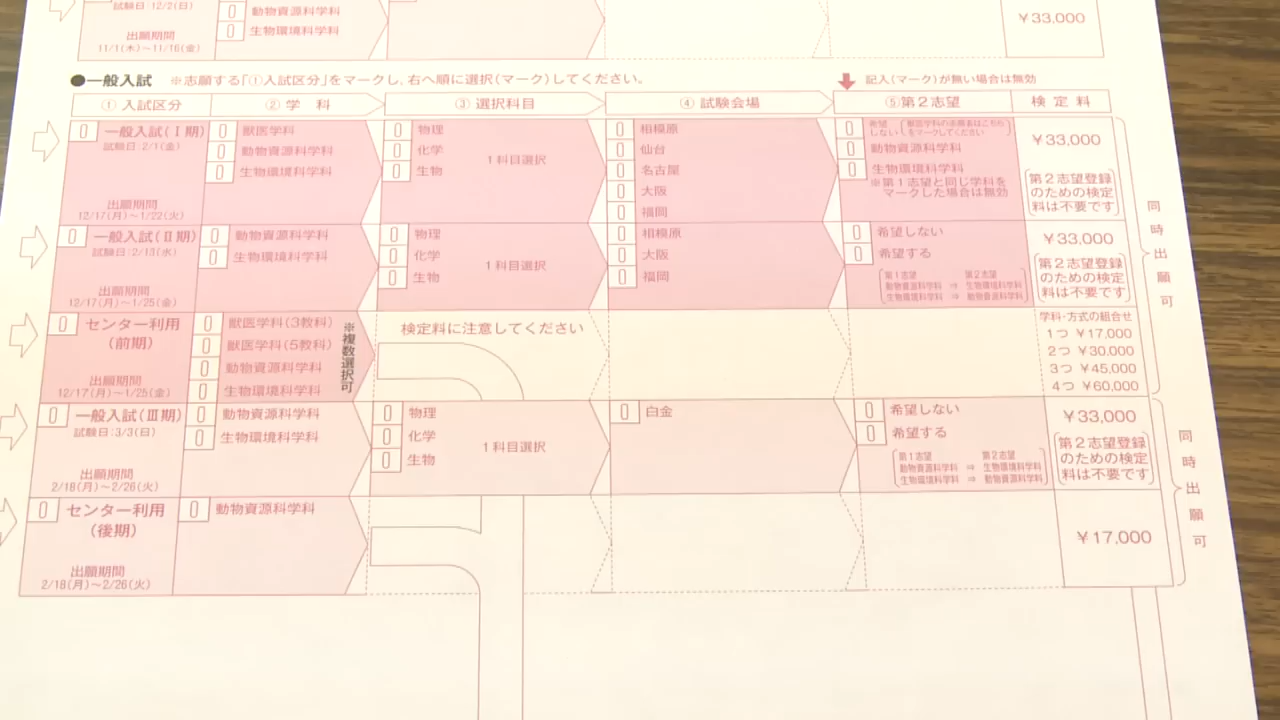 試験日:12/2(日)
動物資源科学科
生物環境科学科
出願期間
11/1(木)～11/16(金)
￥33,000
●一般入試 ※志願する「①入試区分」をマークし、右へ順に選択(マーク)してください。
記入(マーク)が無い場合は無効
① 入試区分
② 学 科
③ 選択科目
④ 試験会場
⑤第2志望
検 定 料
一般入試(Ⅰ期)
試験日:2/1(金)
出願期間
12/17(月)～1/22(火)
獣医学科
動物資源科学科
生物環境科学科
物理
化学
生物
1科目選択
相模原
仙台
名古屋
大阪
福岡
希望しない
獣医学科の志願者はこちらをマークしてください
動物資源科学科
生物環境科学科
※第1志望と同じ学科を
マークした場合は無効
￥33,000
第2志望登録
のための検定
料は不要です
一般入試(Ⅱ期)
試験日:2/13(水)
出願期間
12/17(月)～1/25(金)
動物資源科学科
生物環境科学科
物理
化学
生物
1科目選択
相模原
大阪
福岡
希望しない
希望する
第1志望 第2志望
動物資源科学科 ⇒ 生物環境科学科
生物環境科学科 ⇒ 動物資源科学科
￥33,000
第2志望登録
のための検定
料は不要です
センター利用
(前期)
出願期間
12/17(月)～1/25(金)
獣医学科(3教科)
獣医学科(5教科)
動物資源科学科
生物環境科学科
※複数選択可
検定料に注意してください
学科・方式の組合せ
1つ ￥17,000
2つ ￥30,000
3つ ￥45,000
4つ ￥60,000
同時出願可
一般入試(Ⅲ期)
試験日:3/3(日)
出願期間
2/18(月)～2/26(火)
動物資源科学科
生物環境科学科
物理
化学
生物
1科目選択
白金
希望しない
希望する
第1志望 第2志望
動物資源科学科 ⇒ 生物環境科学科
生物環境科学科 ⇒ 動物資源科学科
￥33,000
第2志望登録
のための検定
料は不要です
センター利用
(後期)
出願期間
2/18(月)～2/26(火)
動物資源科学科
￥17,000
同時出願可